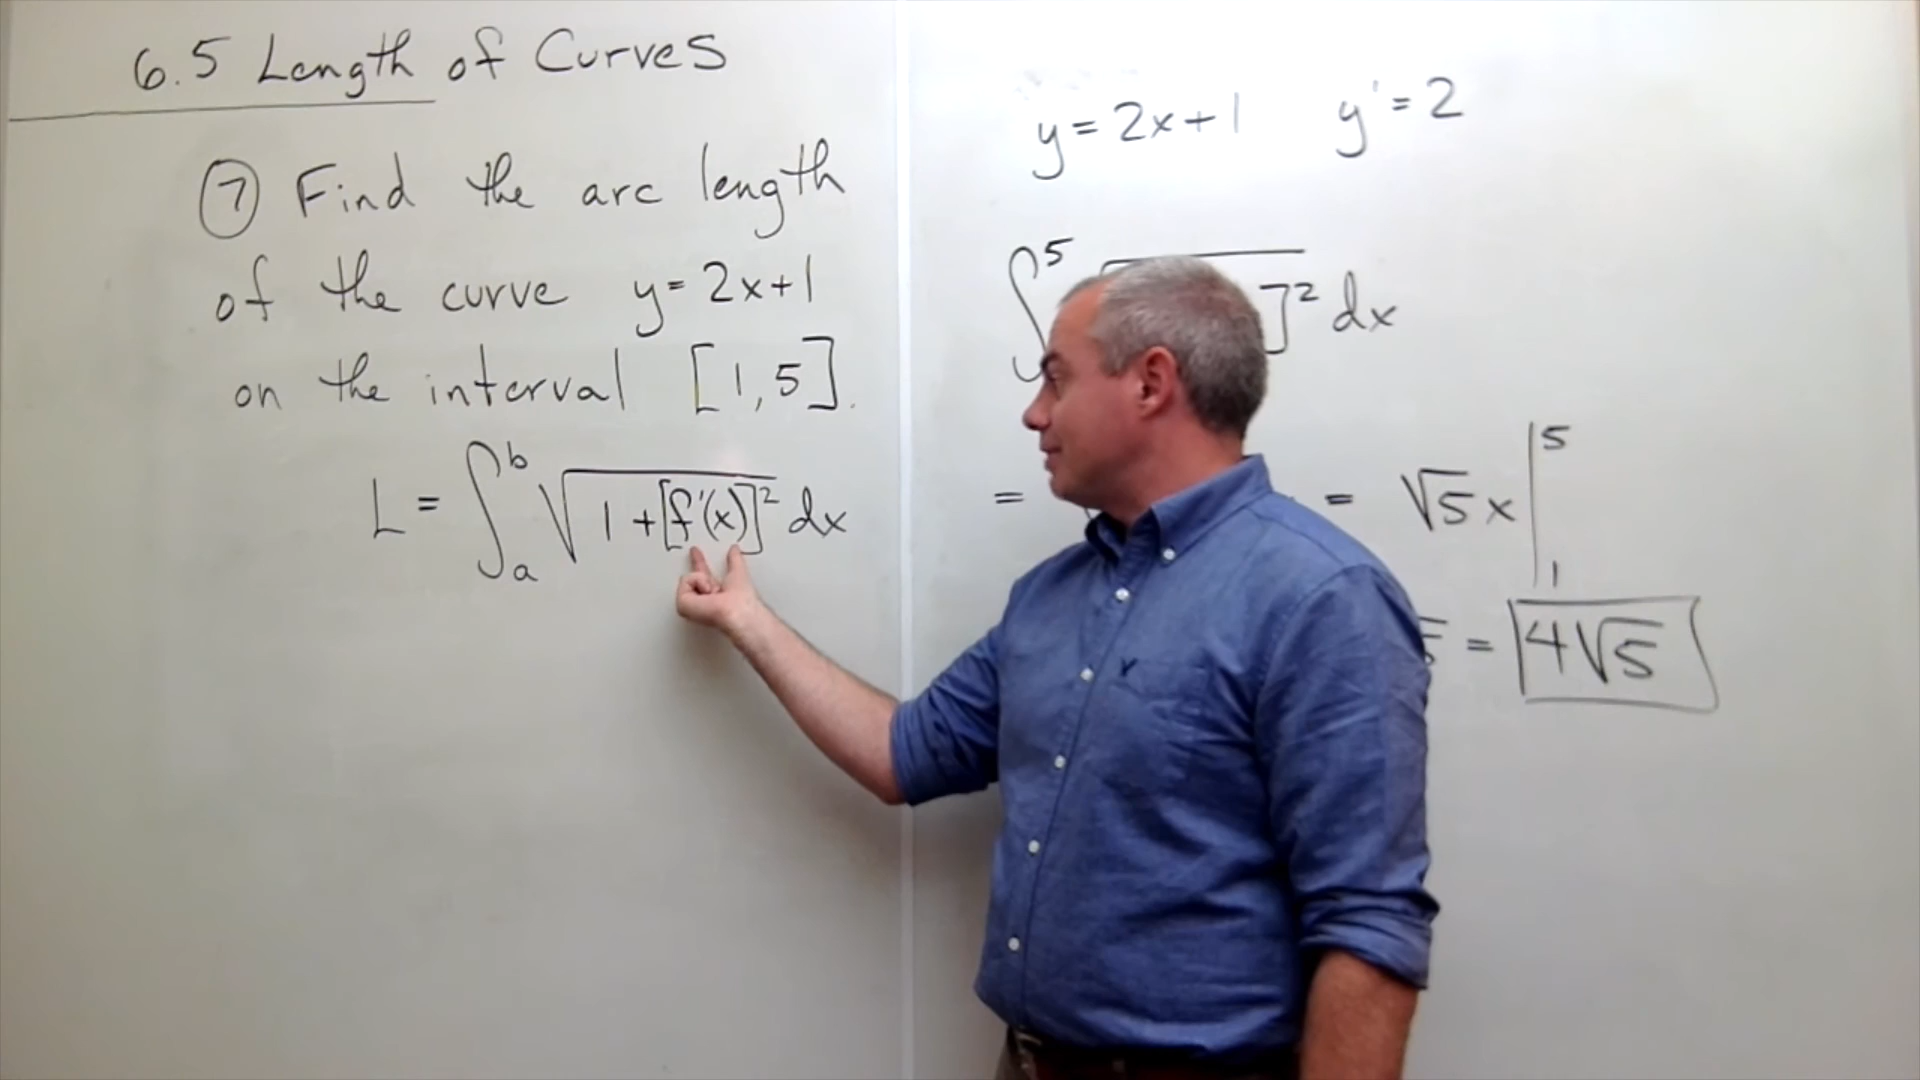 6.5 Length of Curves
⑦ Find the arc length
of the curve y = 2x+1
on the interval [1,5].
L = ∫_a^b √(1 + [f'(x)]²) dx
y = 2x+1 y' = 2
∫^5 ]² dx
= = √5 x |_1^5
= 4√5